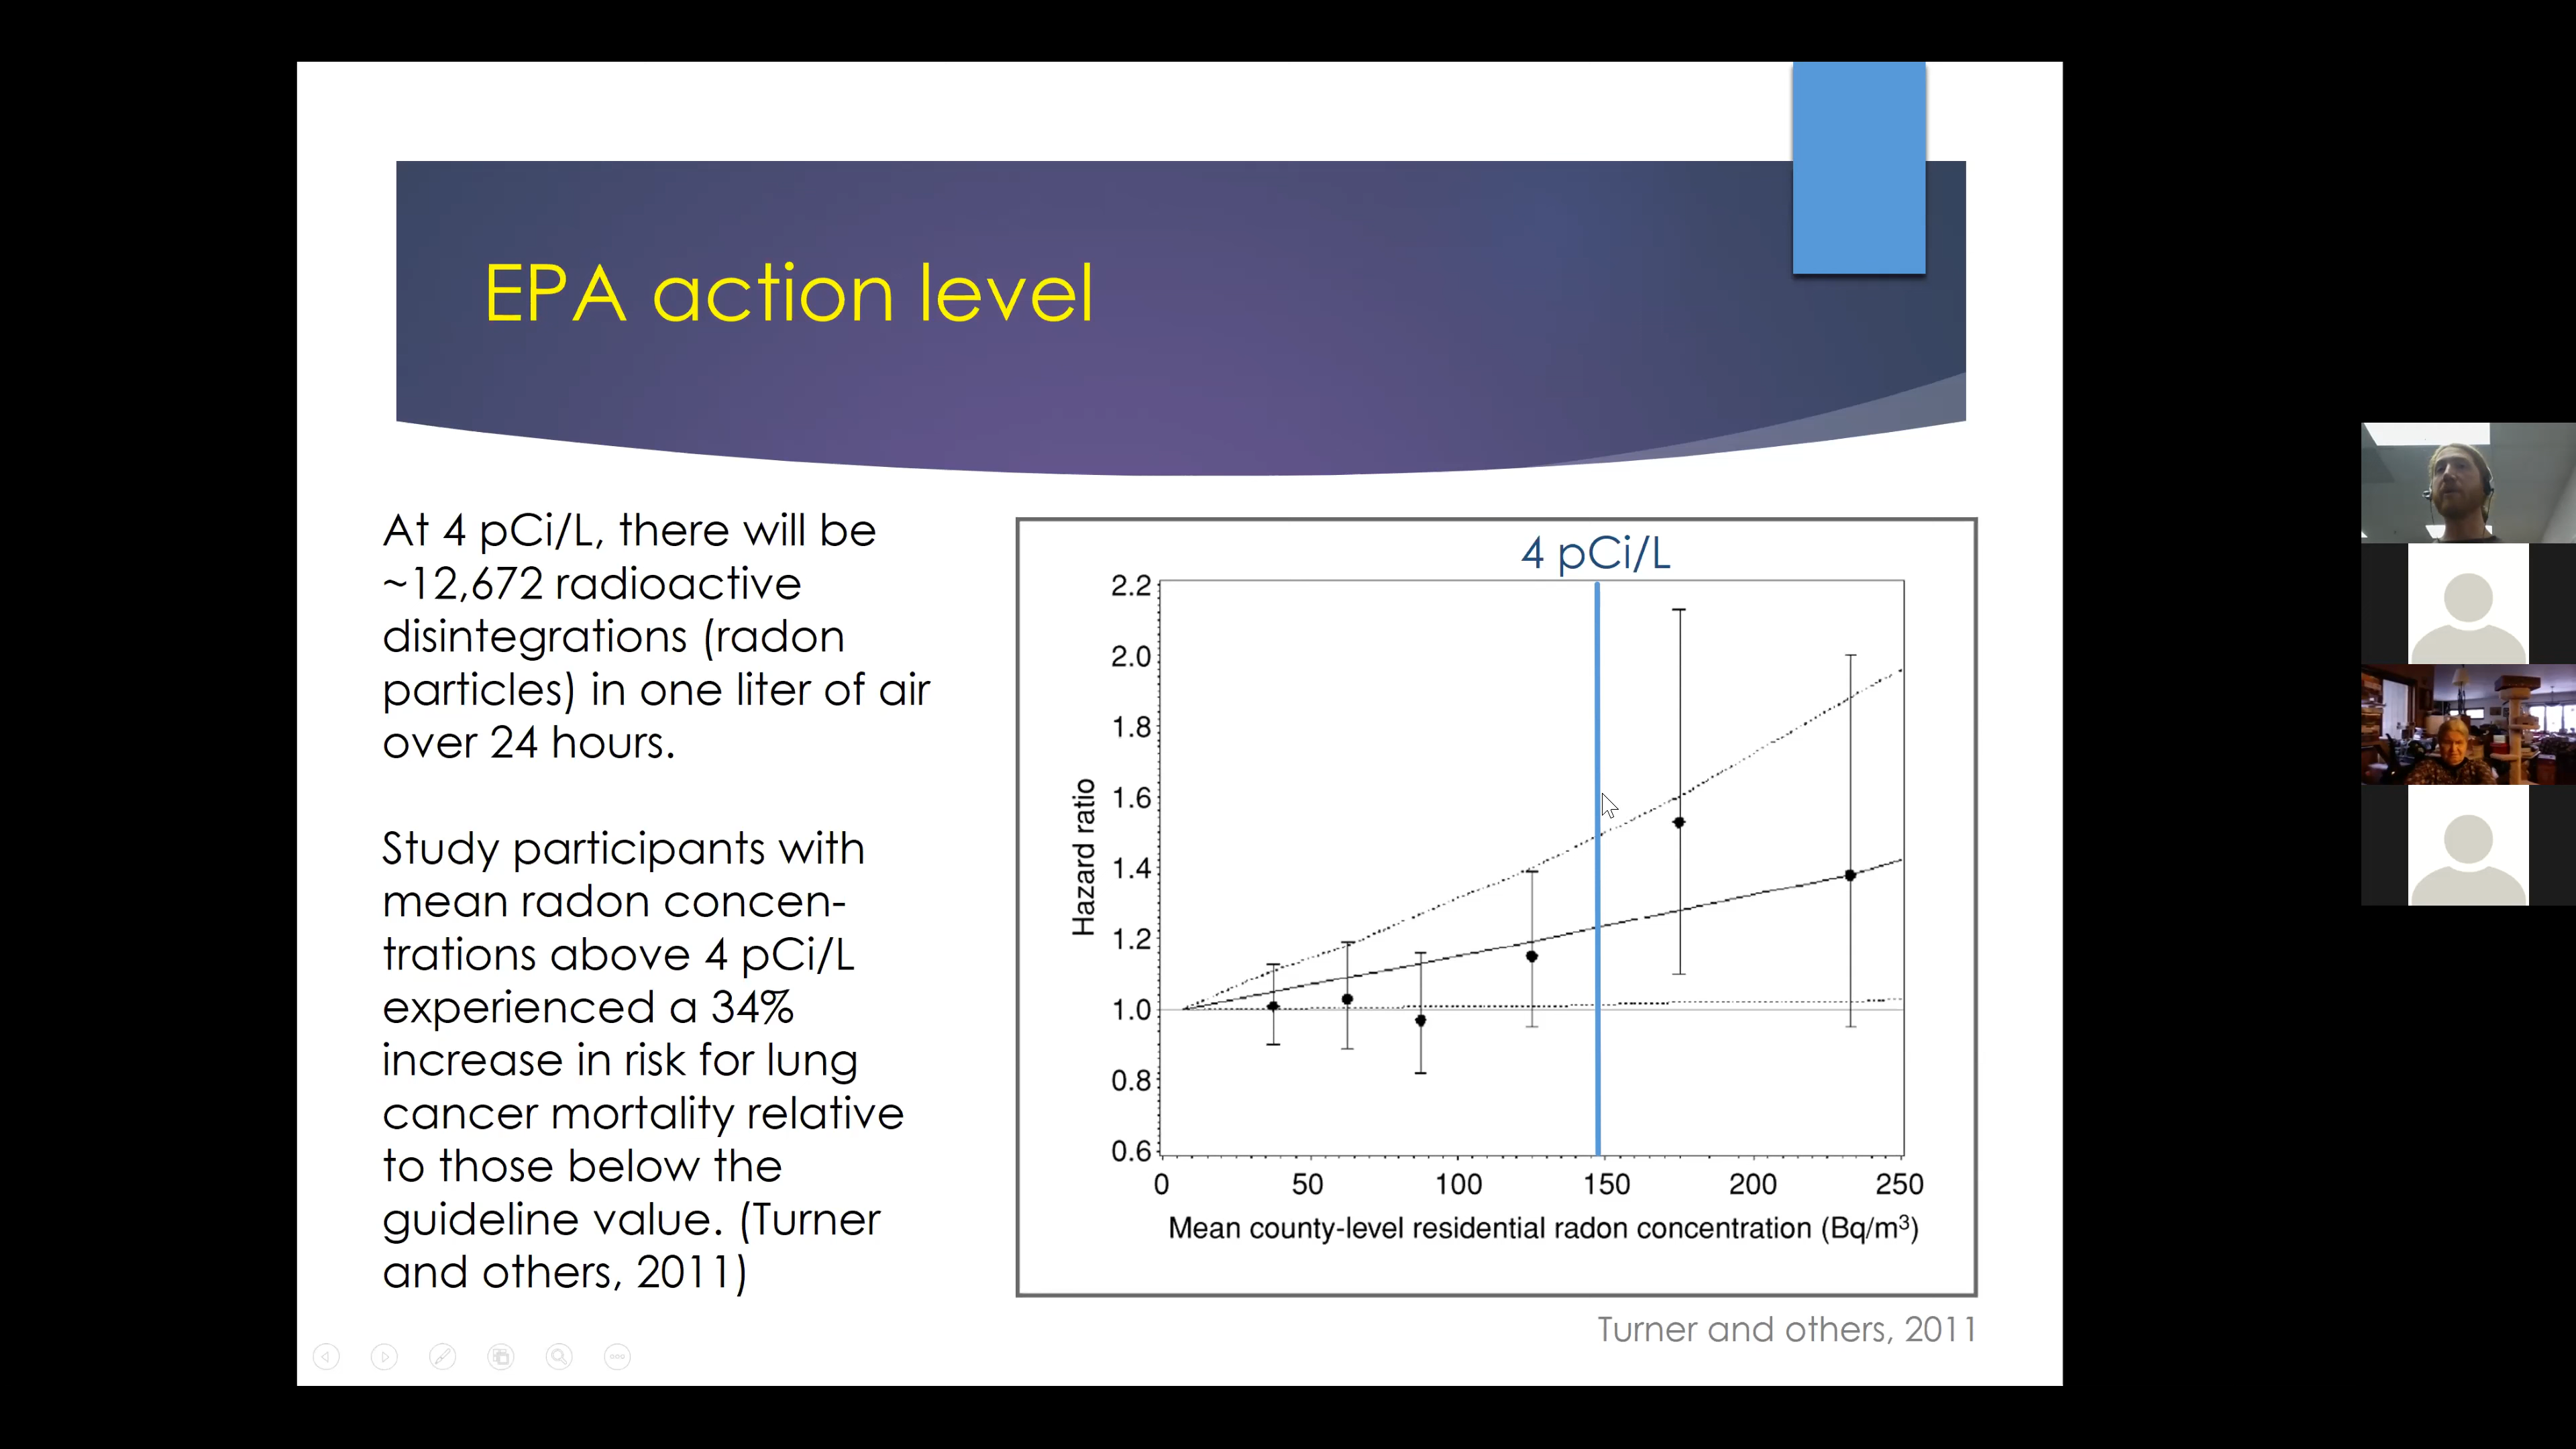 EPA action level
At 4 pCi/L, there will be
~12,672 radioactive
disintegrations (radon
particles) in one liter of air
over 24 hours.
Study participants with
mean radon concen-
trations above 4 pCi/L
experienced a 34%
increase in risk for lung
cancer mortality relative
to those below the
guideline value. (Turner
and others, 2011)
4 pCi/L
2.2
2.0
1.8
1.6
1.4
1.2
1.0
0.8
0.6
Hazard ratio
0 50 100 150 200 250
Mean county-level residential radon concentration (Bq/m³)
Turner and others, 2011